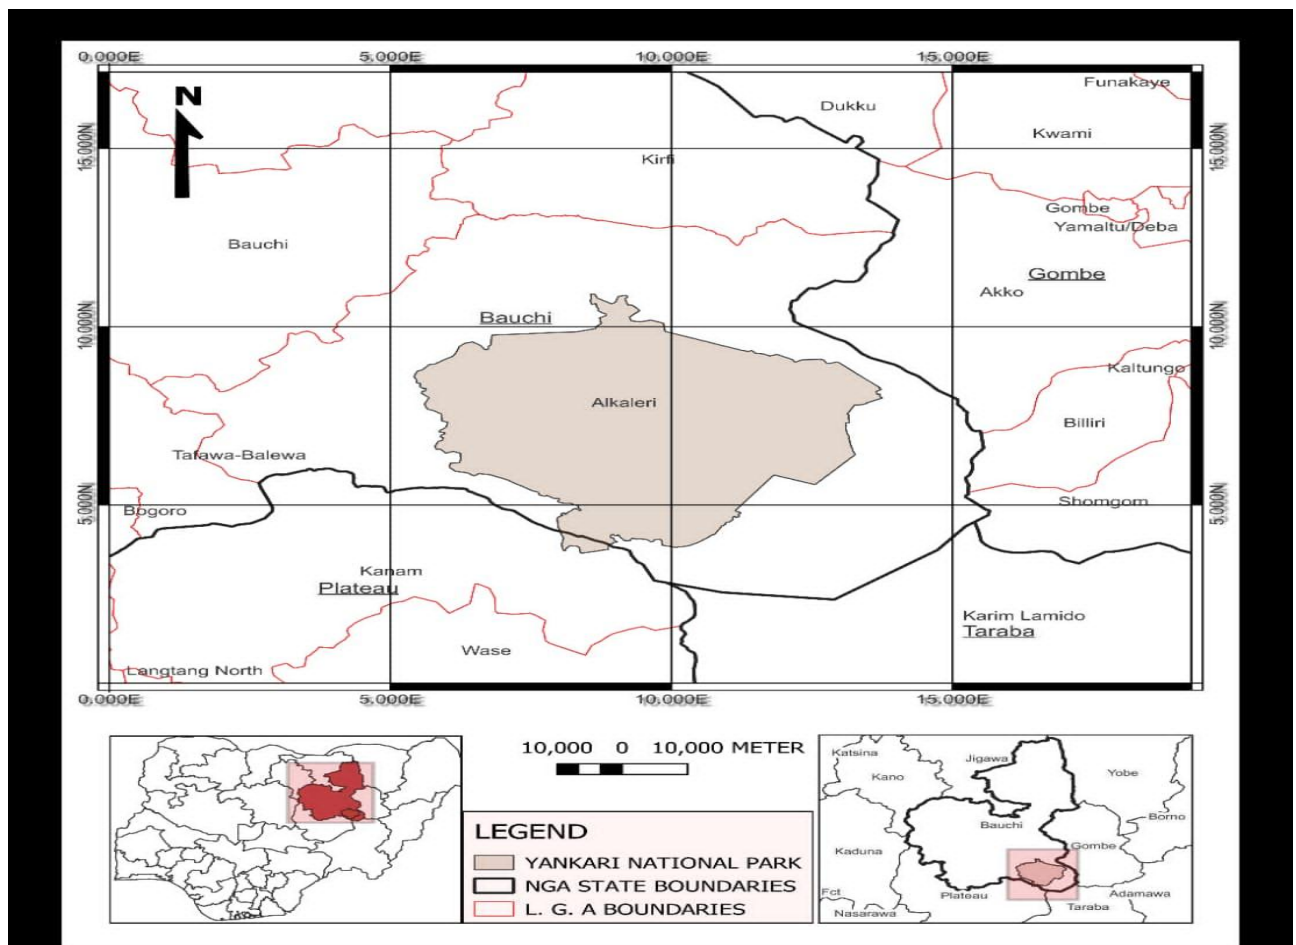 0.000E 5.000E 10.000E 15.000E
N
Funakaye
Dukku
Kwami
15.000N
15.000N
Kirfi
Gombe
Yamaltu/Deba
Bauchi
Gombe
Akko
Bauchi
10.000N
10.000N
Kaltungo
Alkaleri
Billiri
Tafawa-Balewa
Shomgom
5.000N
5.000N
Bogoro
Kanam
Plateau
Karim Lamido
Taraba
Wase
Langtang North
0.000E 5.000E 10.000E 15.000E
10,000 0 10,000 METER
LEGEND
YANKARI NATIONAL PARK
NGA STATE BOUNDARIES
L. G. A BOUNDARIES
Katsina
Jigawa
Kano
Yobe
Borno
Bauchi
Kaduna
Gombe
Fct
Plateau
Adamawa
Nasarawa
Taraba